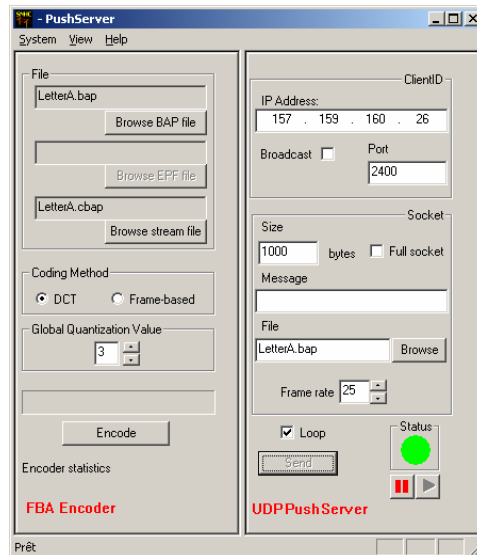 - PushServer
System View Help
File
LetterA.bap
Browse BAP file
Browse EPF file
LetterA.cbap
Browse stream file
Coding Method
DCT Frame-based
Global Quantization Value
3
Encode
Encoder statistics
FBA Encoder
ClientID
IP Address:
157 . 159 . 160 . 26
Broadcast Port
2400
Socket
Size
1000 bytes Full socket
Message
File
LetterA.bap Browse
Frame rate 25
Loop Status
Send
UDPPushServer
Prêt